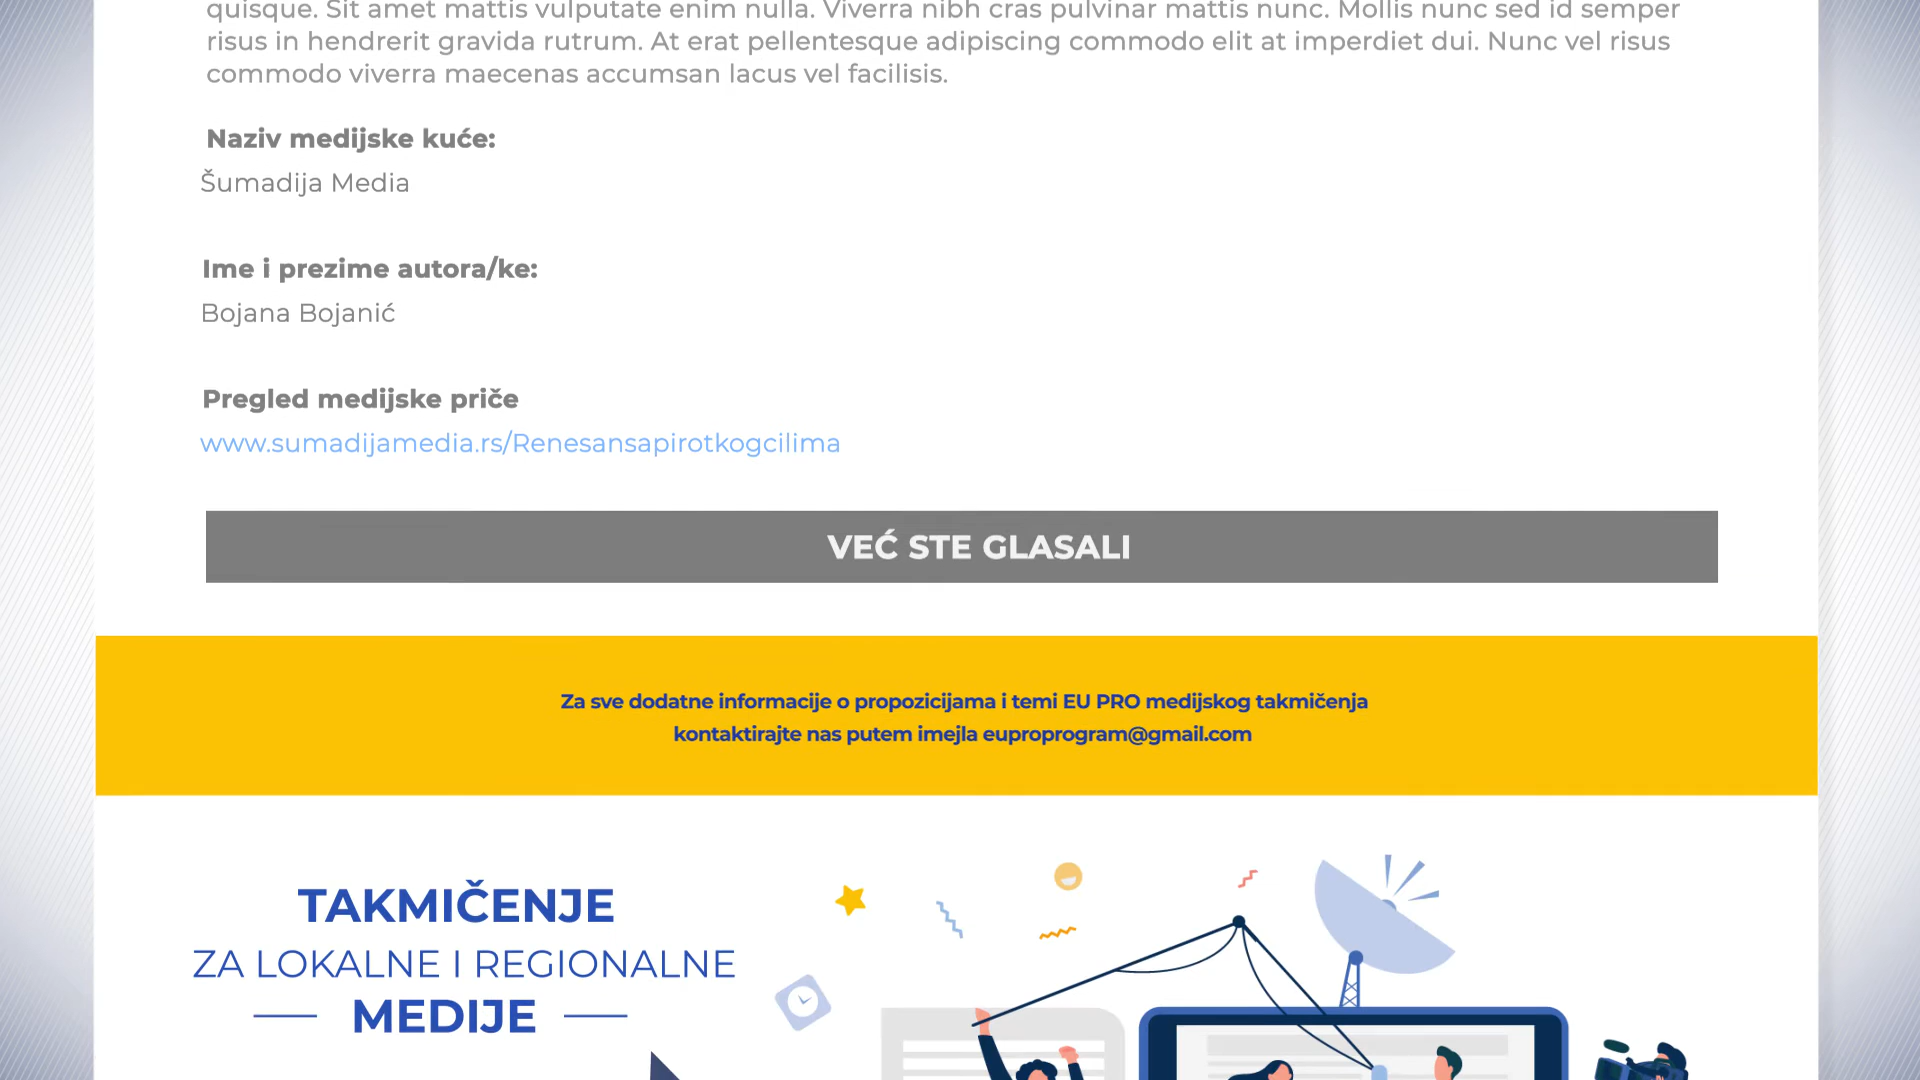 quisque. Sit amet mattis vulputate enim nulla. Viverra nibh cras pulvinar mattis nunc. Mollis nunc sed id semper
risus in hendrerit gravida rutrum. At erat pellentesque adipiscing commodo elit at imperdiet dui. Nunc vel risus
commodo viverra maecenas accumsan lacus vel facilisis.
Naziv medijske kuće:
Šumadija Media
Ime i prezime autora/ke:
Bojana Bojanić
Pregled medijske priče
www.sumadijamedia.rs/Renesansapirotkogcilima
VEĆ STE GLASALI
Za sve dodatne informacije o propozicijama i temi EU PRO medijskog takmičenja
kontaktirajte nas putem imejla euproprogram@gmail.com
TAKMIČENJE
ZA LOKALNE I REGIONALNE
MEDIJE